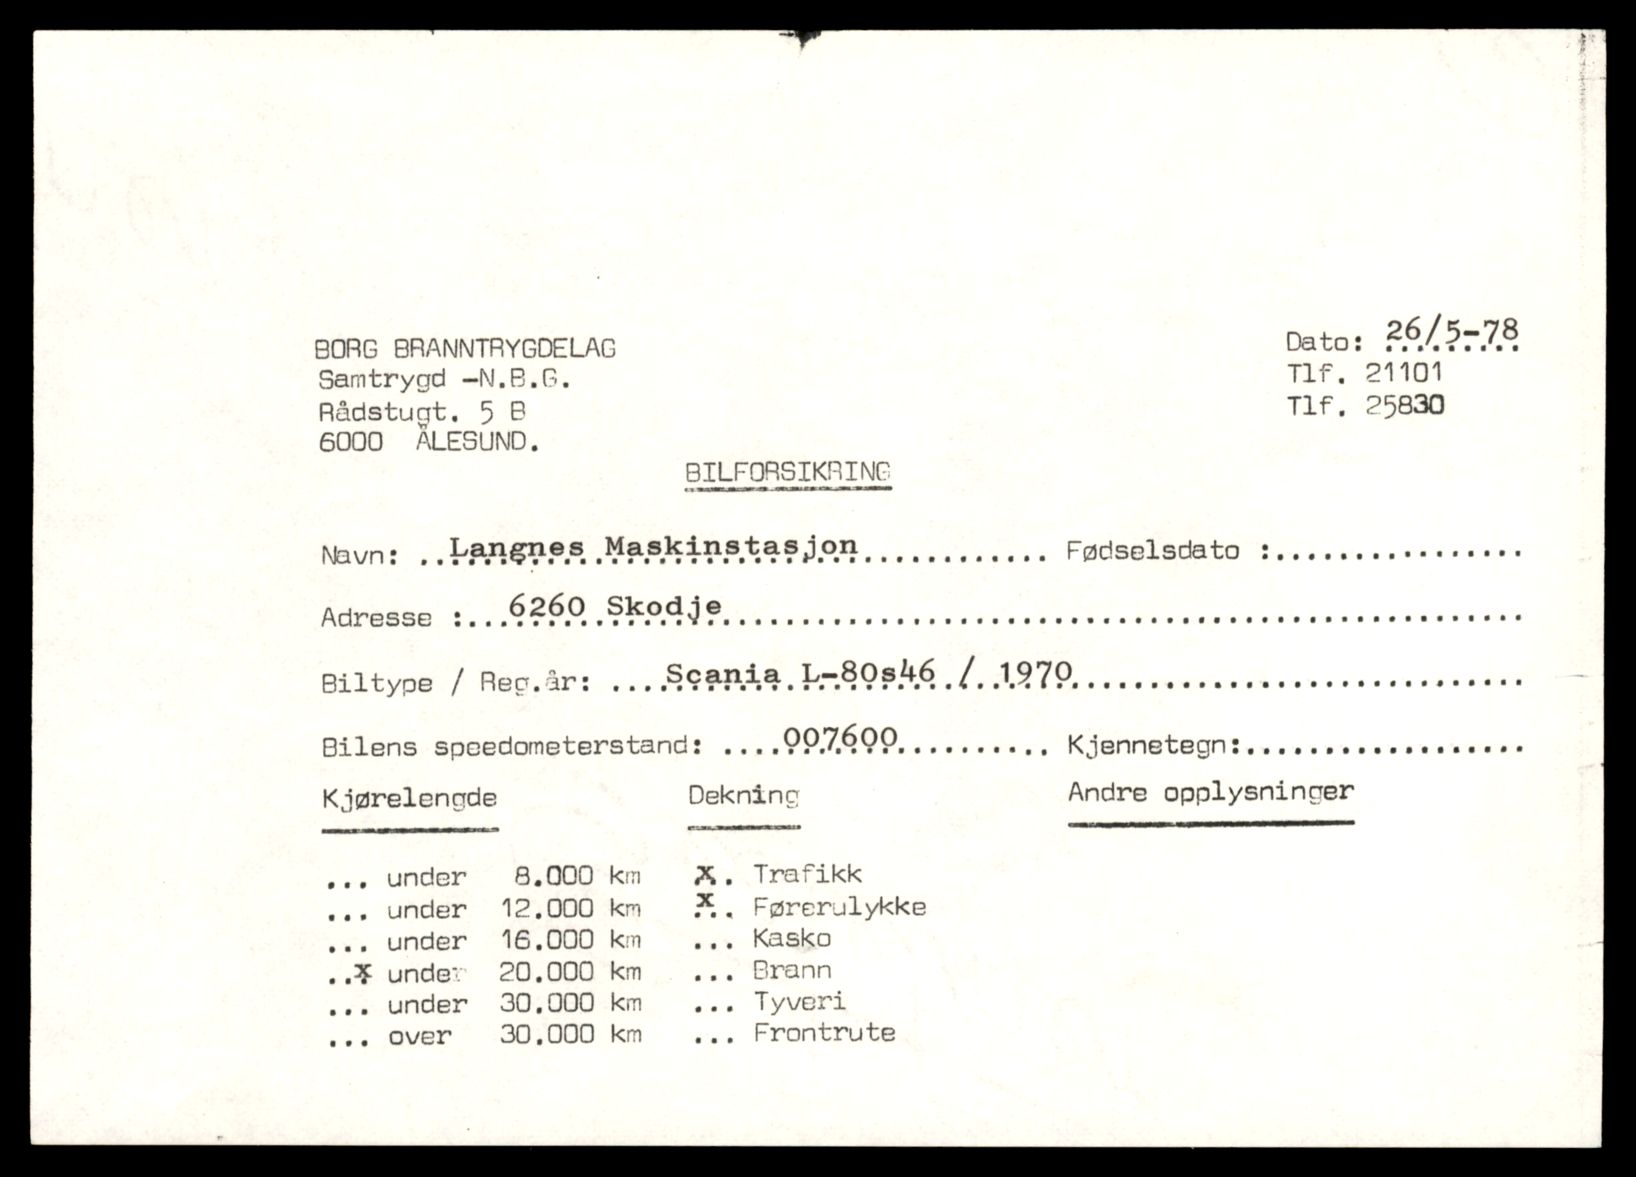 BORG BRANNTRYGDELAG
Samtrygd -N.B.G.
Rådstugt. 5 B
6000 ÅLESUND.
Dato: 26/5-78
Tlf. 21101
Tlf. 25830
BILFORSIKRING
Navn: ..Langnes Maskinstasjon............ Fødselsdato :................
Adresse :...6260 Skodje..................................................
Biltype / Reg.år: ....Scania L-80s46 / 1970............................
Bilens speedometerstand: ....007600.......... Kjennetegn:..................
Kjørelengde Dekning Andre opplysninger
... under 8.000 km x. Trafikk
... under 12.000 km x.. Førerulykke
... under 16.000 km ... Kasko
..x under 20.000 km ... Brann
... under 30.000 km ... Tyveri
... over 30.000 km ... Frontrute